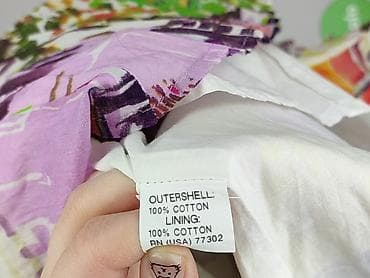 OUTERSHELL:
100% COTTON
LINING:
100% COTTON
RN (USA) 77302